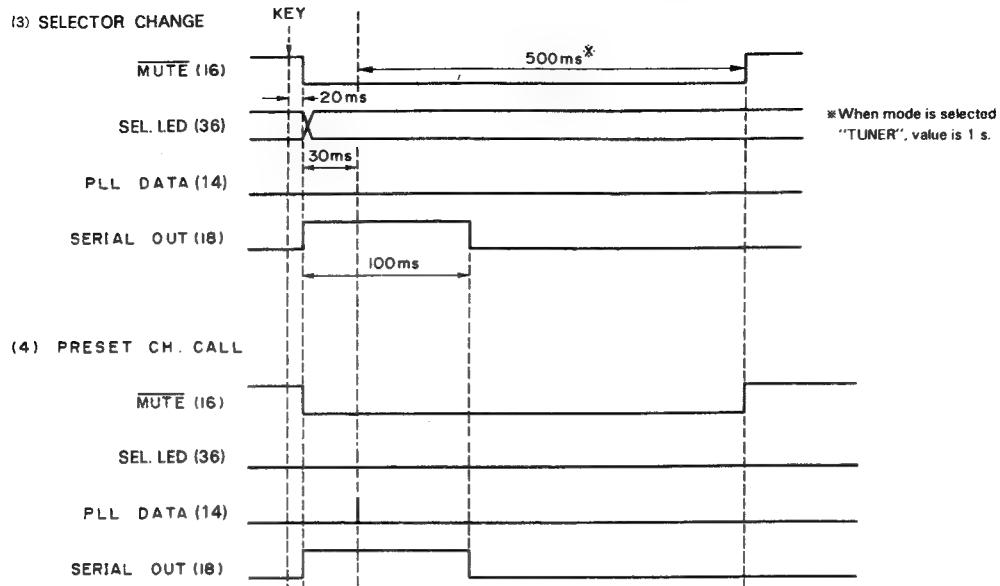 (3) SELECTOR CHANGE
KEY
MUTE (16)
500ms※
20ms
SEL. LED (36)
※When mode is selected
"TUNER", value is 1 s.
30ms
PLL DATA (14)
SERIAL OUT (18)
100ms
(4) PRESET CH. CALL
MUTE (16)
SEL. LED (36)
PLL DATA (14)
SERIAL OUT (18)